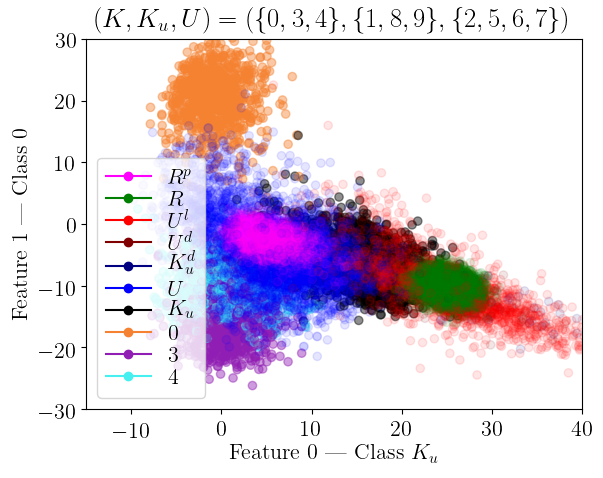 (K, K_u, U) = ({0, 3, 4}, {1, 8, 9}, {2, 5, 6, 7})
Feature 1 — Class 0
30
20
10
0
−10
−20
−30
R^p
R
U^l
U^d
K_u^d
U
K_u
0
3
4
−10 0 10 20 30 40
Feature 0 — Class K_u